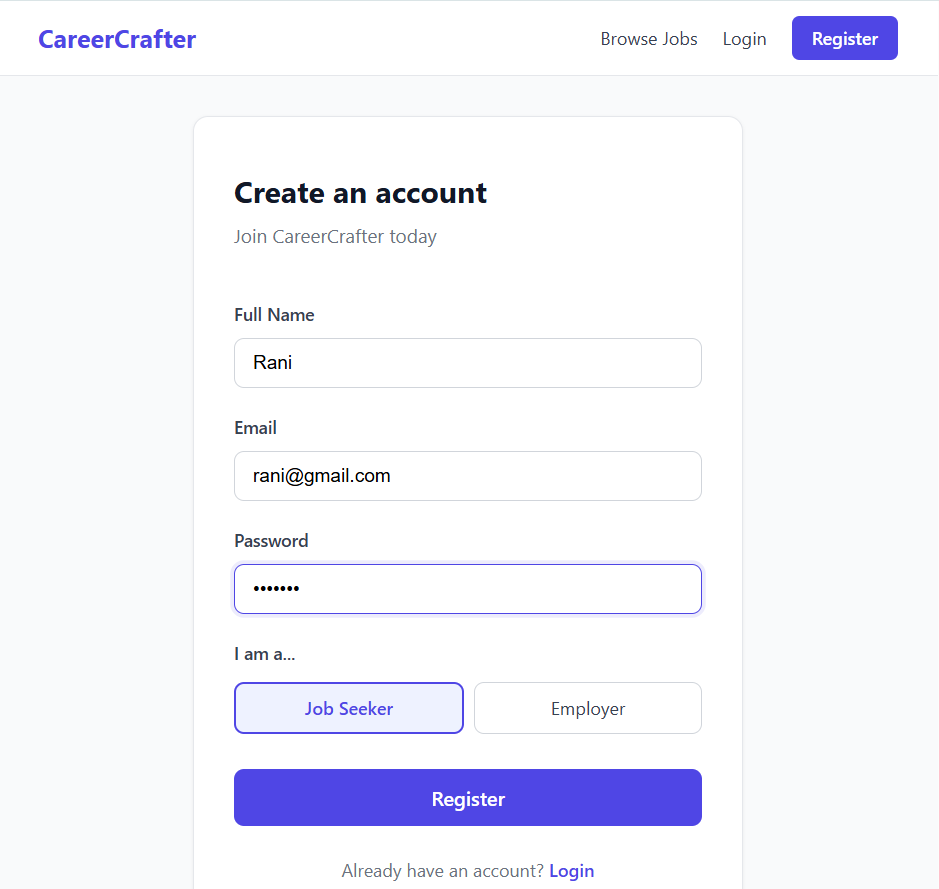 CareerCrafter Browse Jobs Login Register
Create an account
Join CareerCrafter today
Full Name
Rani
Email
rani@gmail.com
Password
•••••••
I am a...
Job Seeker Employer
Register
Already have an account? Login